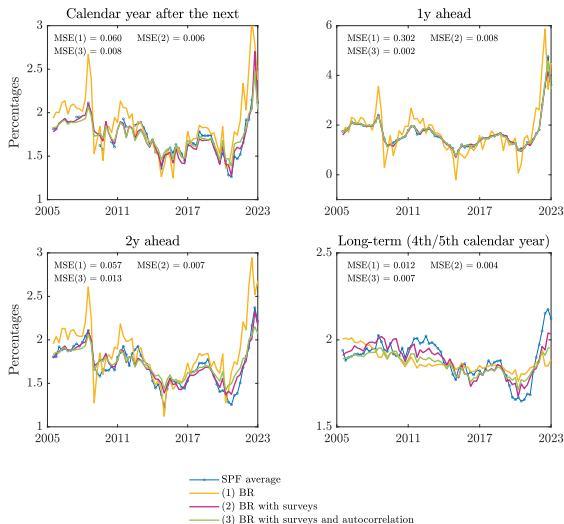 Calendar year after the next
MSE(1) = 0.060 MSE(2) = 0.006
MSE(3) = 0.008
Percentages
3
2.5
2
1.5
1
2005 2011 2017 2023
1y ahead
MSE(1) = 0.302 MSE(2) = 0.008
MSE(3) = 0.002
6
4
2
0
2005 2011 2017 2023
2y ahead
MSE(1) = 0.057 MSE(2) = 0.007
MSE(3) = 0.013
Percentages
3
2.5
2
1.5
1
2005 2011 2017 2023
Long-term (4th/5th calendar year)
MSE(1) = 0.012 MSE(2) = 0.004
MSE(3) = 0.007
2.5
2
1.5
2005 2011 2017 2023
SPF average
(1) BR
(2) BR with surveys
(3) BR with surveys and autocorrelation